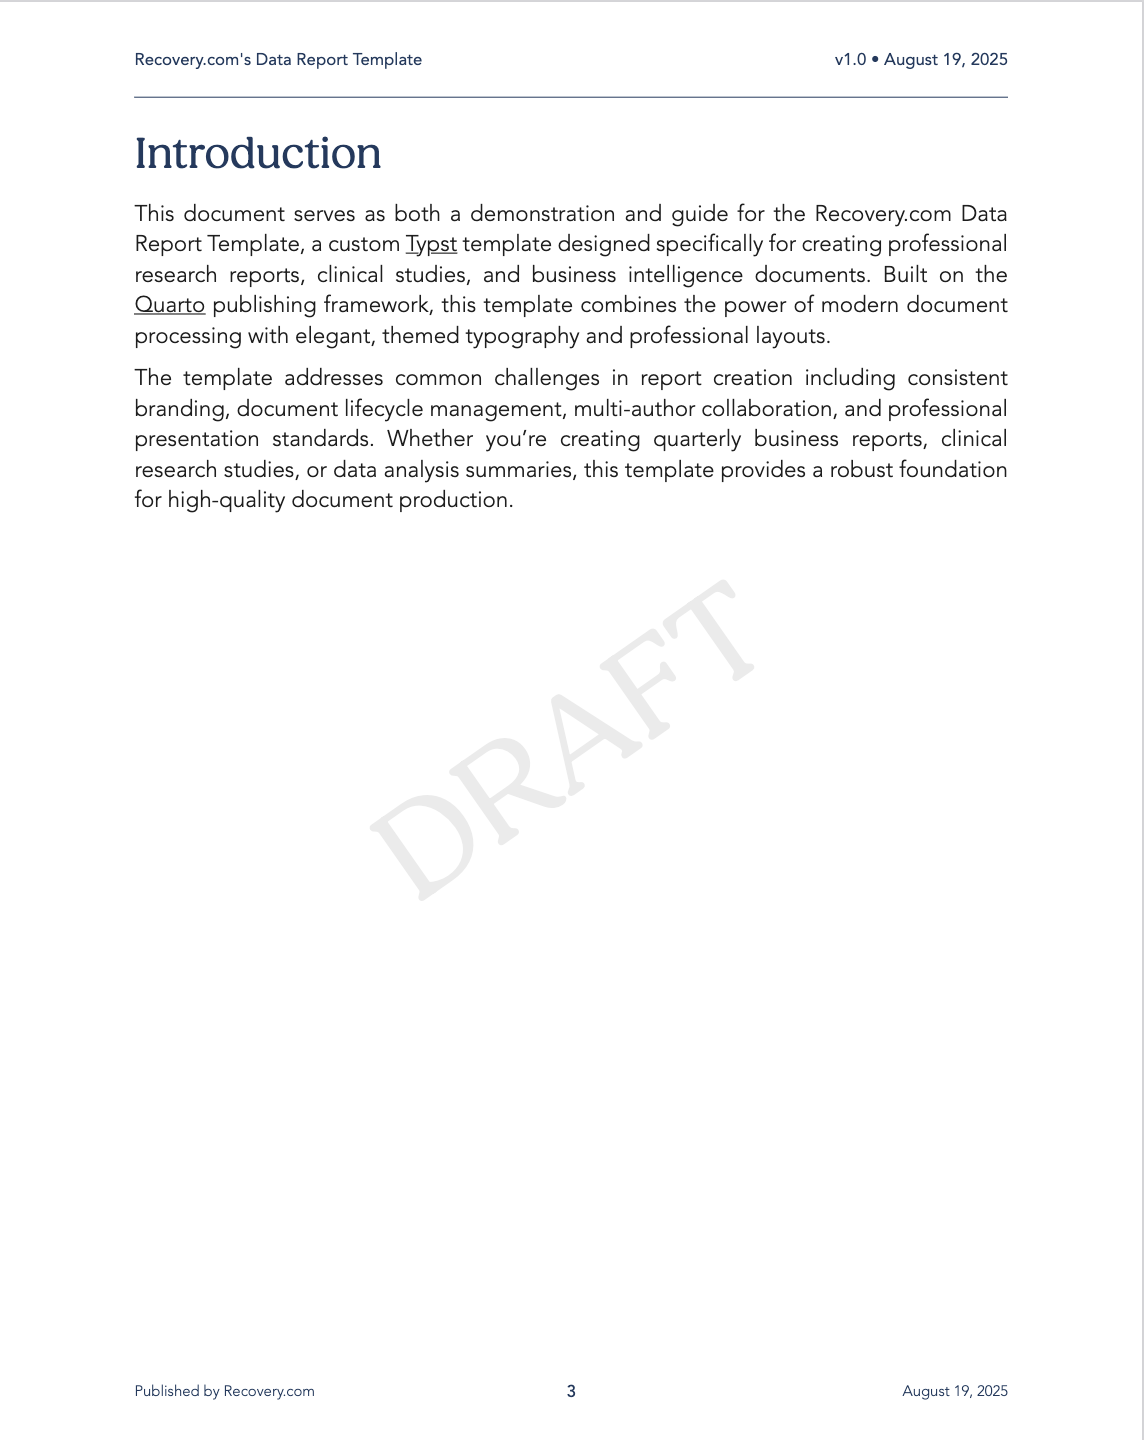 Recovery.com's Data Report Template
v1.0 • August 19, 2025
Introduction
This document serves as both a demonstration and guide for the Recovery.com Data
Report Template, a custom Typst template designed specifically for creating professional
research reports, clinical studies, and business intelligence documents. Built on the
Quarto publishing framework, this template combines the power of modern document
processing with elegant, themed typography and professional layouts.
The template addresses common challenges in report creation including consistent
branding, document lifecycle management, multi-author collaboration, and professional
presentation standards. Whether you’re creating quarterly business reports, clinical
research studies, or data analysis summaries, this template provides a robust foundation
for high-quality document production.
DRAFT
Published by Recovery.com
3
August 19, 2025